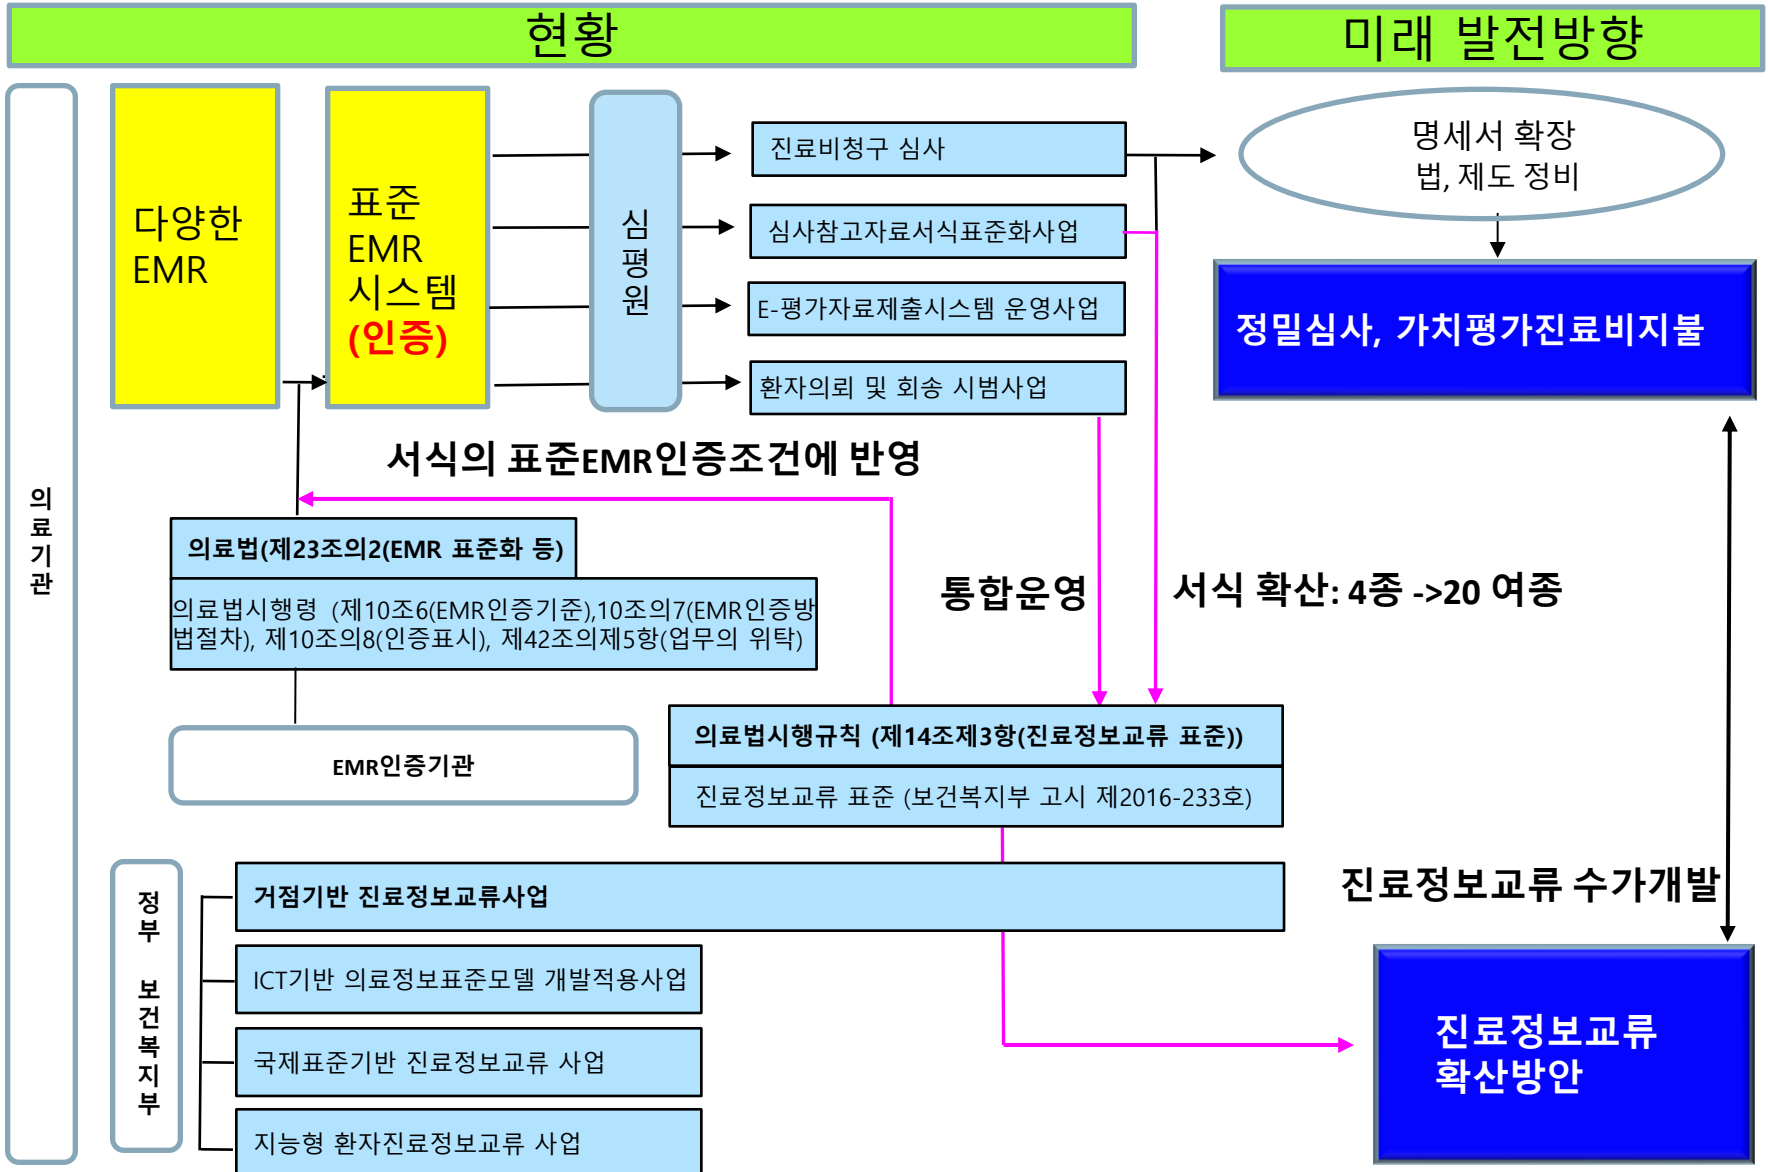 현황
미래 발전방향
의료기관
다양한
EMR
표준
EMR
시스템
(인증)
심평원
진료비청구 심사
심사참고자료서식표준화사업
E-평가자료제출시스템 운영사업
환자의뢰 및 회송 시범사업
명세서 확장
법, 제도 정비
정밀심사, 가치평가진료비지불
서식의 표준EMR인증조건에 반영
의료법(제23조의2(EMR 표준화 등)
의료법시행령 (제10조6(EMR인증기준),10조의7(EMR인증방
법절차), 제10조의8(인증표시), 제42조의제5항(업무의 위탁)
EMR인증기관
통합운영
서식 확산: 4종 ->20 여종
의료법시행규칙 (제14조제3항(진료정보교류 표준))
진료정보교류 표준 (보건복지부 고시 제2016-233호)
정부 보건복지부
거점기반 진료정보교류사업
ICT기반 의료정보표준모델 개발적용사업
국제표준기반 진료정보교류 사업
지능형 환자진료정보교류 사업
진료정보교류 수가개발
진료정보교류
확산방안